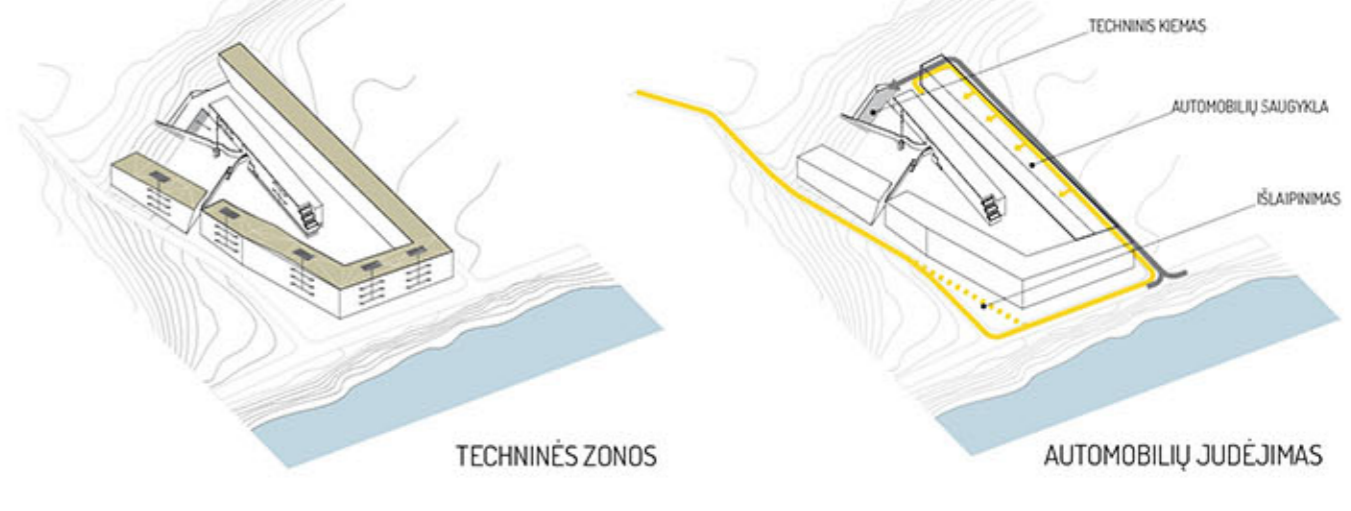 TECHNINIS KIEMAS
AUTOMOBILIŲ SAUGYKLA
IŠLAIPINIMAS
TECHNINĖS ZONOS
AUTOMOBILIŲ JUDĖJIMAS